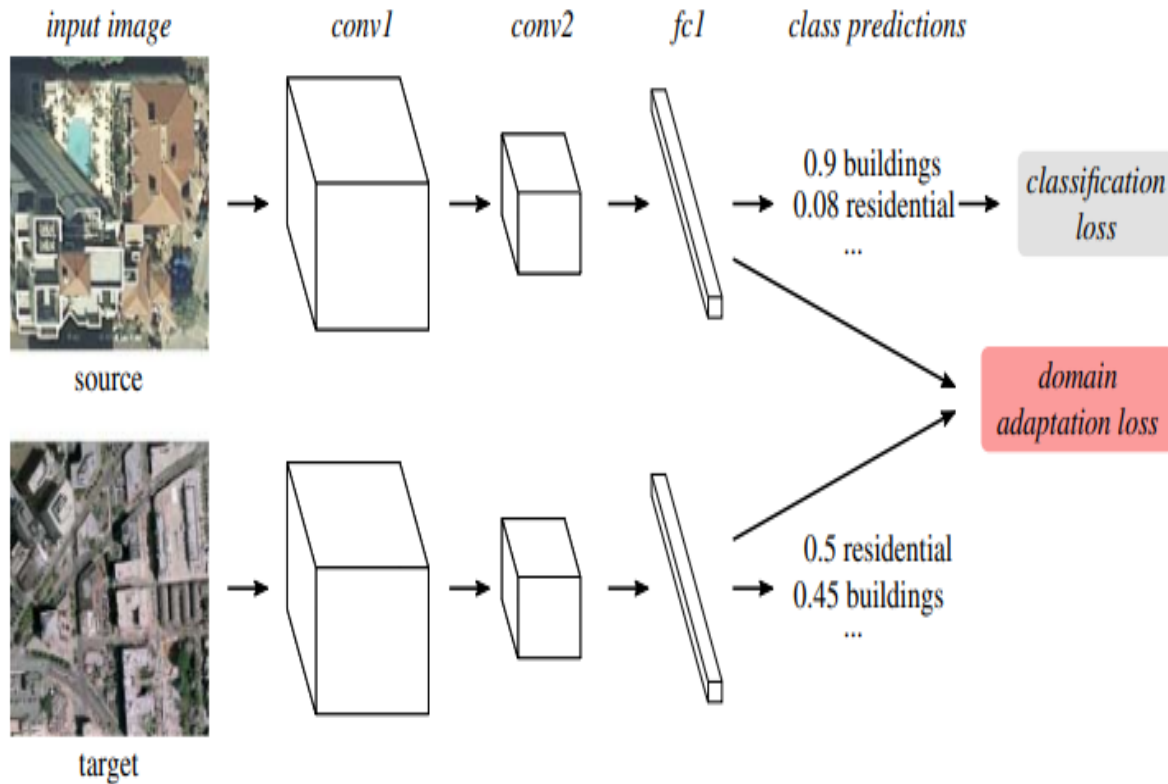 input image conv1 conv2 fc1 class predictions
0.9 buildings
0.08 residential
...
classification
loss
source
domain
adaptation loss
0.5 residential
0.45 buildings
...
target